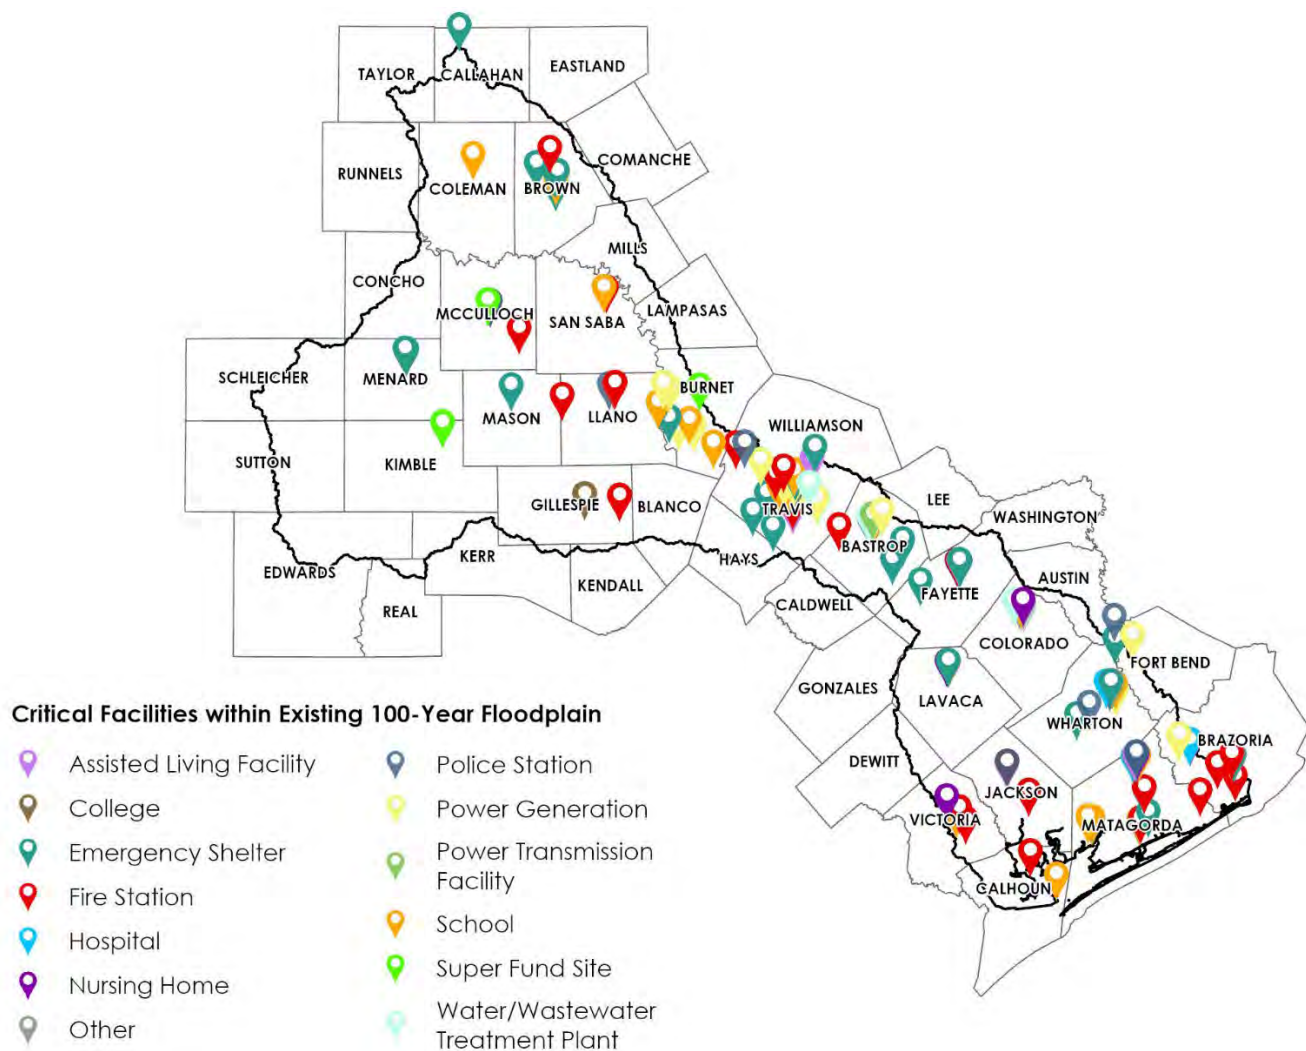 TAYLOR
CALLAHAN
EASTLAND
RUNNELS
COLEMAN
BROWN
COMANCHE
CONCHO
MILLS
MCCULLOCH
SAN SABA
LAMPASAS
SCHLEICHER
MENARD
MASON
LLANO
BURNET
WILLIAMSON
SUTTON
KIMBLE
GILLESPIE
BLANCO
TRAVIS
LEE
WASHINGTON
EDWARDS
KERR
KENDALL
HAYS
BASTROP
REAL
CALDWELL
FAYETTE
AUSTIN
COLORADO
GONZALES
LAVACA
FORT BEND
WHARTON
DEWITT
JACKSON
BRAZORIA
VICTORIA
MATAGORDA
CALHOUN
Critical Facilities within Existing 100-Year Floodplain
Assisted Living Facility
College
Emergency Shelter
Fire Station
Hospital
Nursing Home
Other
Police Station
Power Generation
Power Transmission
Facility
School
Super Fund Site
Water/Wastewater
Treatment Plant